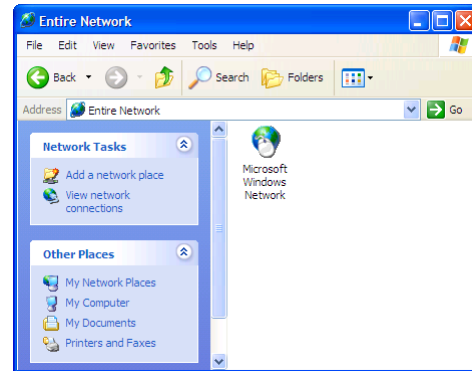 Entire Network
File Edit View Favorites Tools Help
Back Search Folders
Address Entire Network Go
Network Tasks
Add a network place
View network
connections
Other Places
My Network Places
My Computer
My Documents
Printers and Faxes
Microsoft
Windows
Network